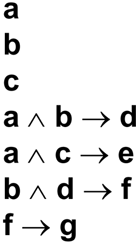 a
b
c
a ∧ b → d
a ∧ c → e
b ∧ d → f
f → g